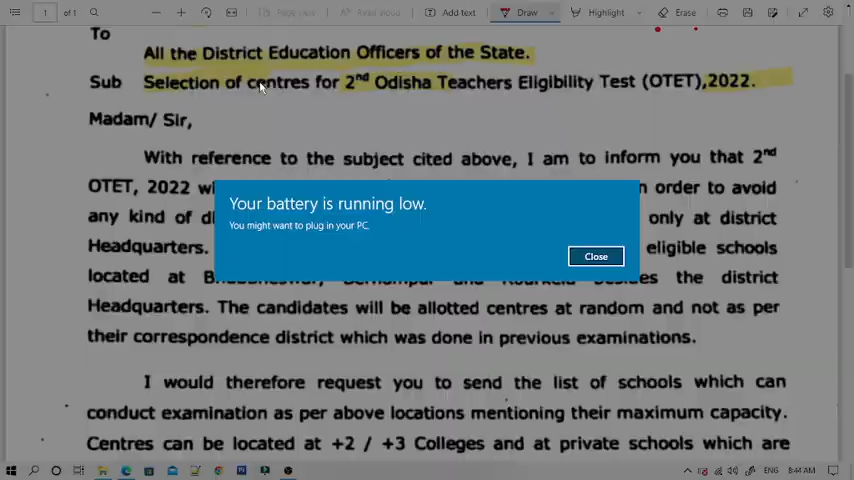 1 of 1
Page view
Read aloud
Add text
Draw
Highlight
Erase
To
All the District Education Officers of the State.
Sub Selection of centres for 2nd Odisha Teachers Eligibility Test (OTET),2022.
Madam/ Sir,
With reference to the subject cited above, I am to inform you that 2nd
OTET, 2022 order to avoid
any kind of only at district
Headquarters. eligible schools
located at besides the district
Headquarters. The candidates will be allotted centres at random and not as per
their correspondence district which was done in previous examinations.
I would therefore request you to send the list of schools which can
conduct examination as per above locations mentioning their maximum capacity.
Centres can be located at +2 / +3 Colleges and at private schools which are
Your battery is running low.
You might want to plug in your PC.
Close
ENG 8:44 AM